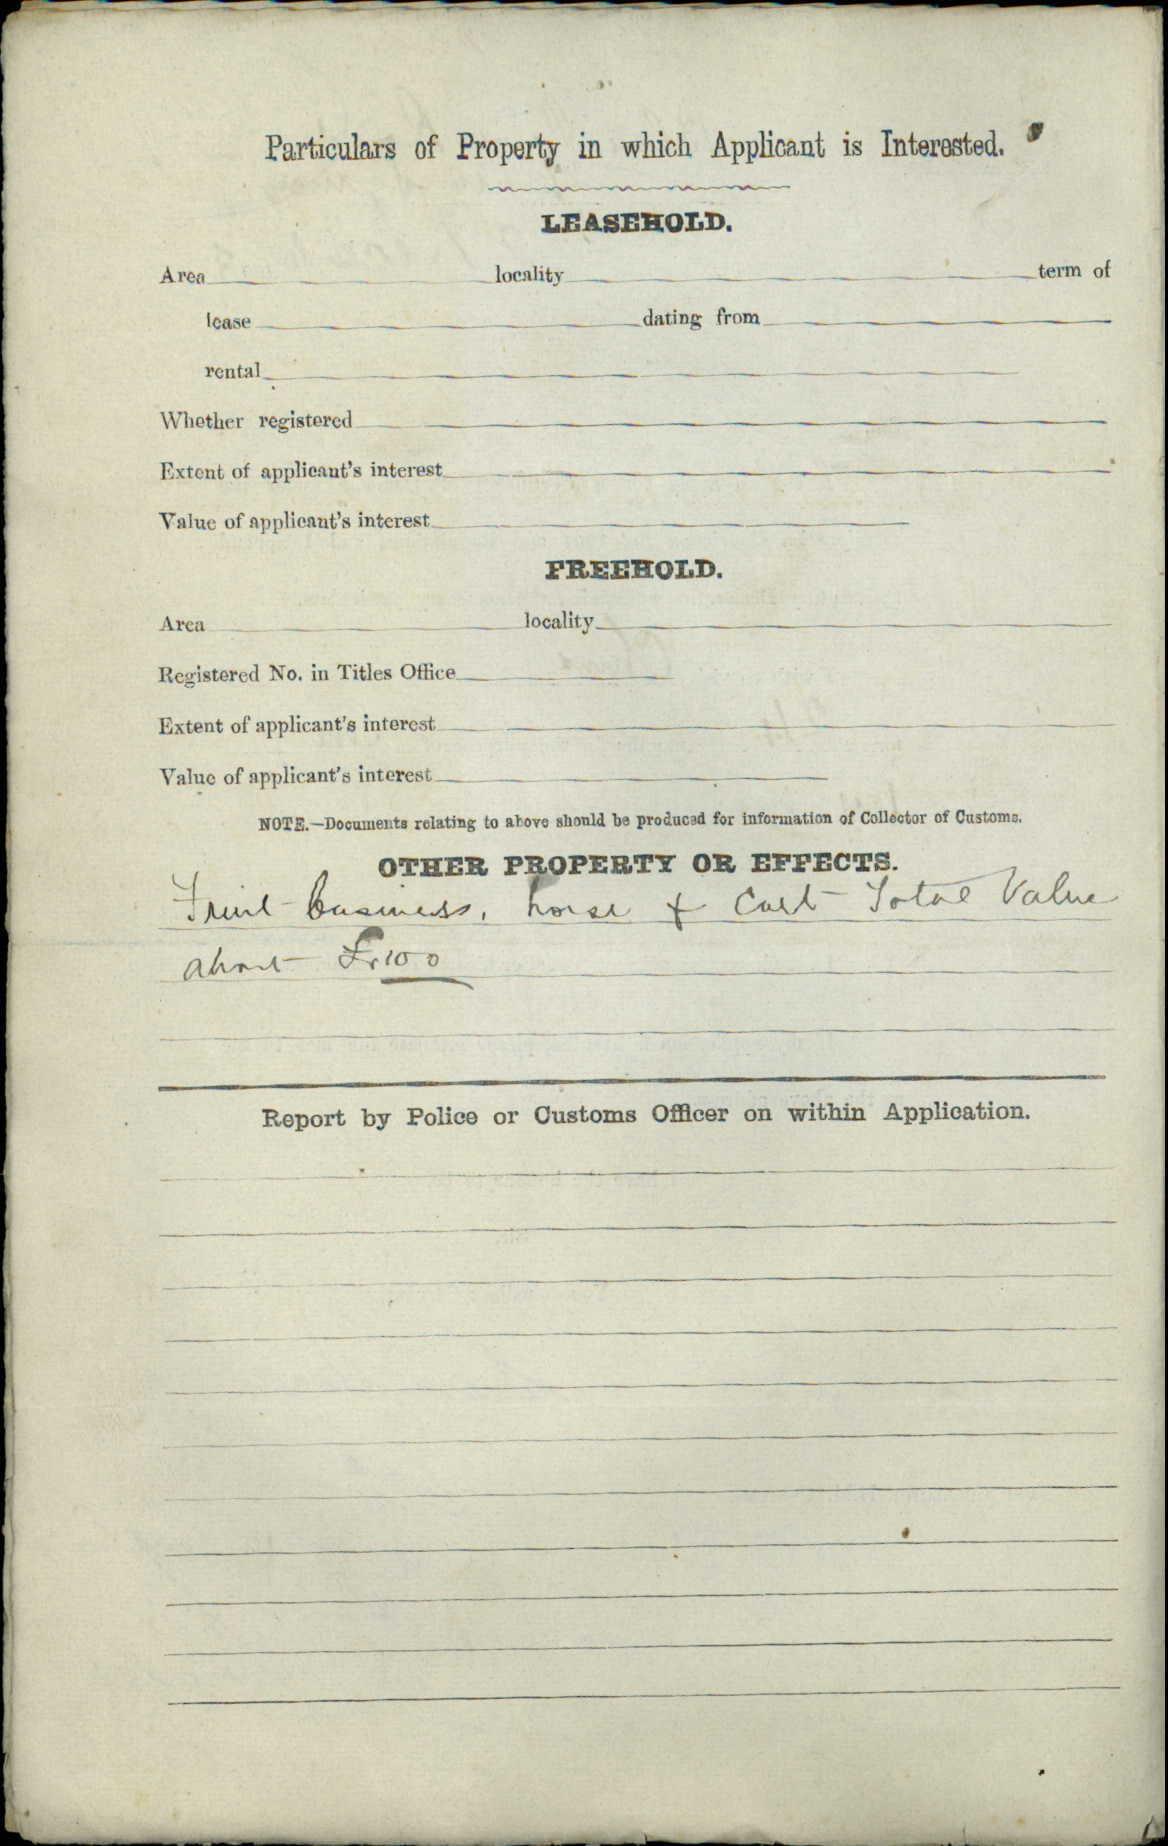 Particulars of Property in which Applicant is Interested.
LEASEHOLD.
Area locality term of
lease dating from
rental
Whether registered
Extent of applicant's interest
Value of applicant's interest
FREEHOLD.
Area locality
Registered No. in Titles Office
Extent of applicant's interest
Value of applicant's interest
NOTE.—Documents relating to above should be produced for information of Collector of Customs.
OTHER PROPERTY OR EFFECTS.
Fruit business, horse & Cart Total Value
about £100
Report by Police or Customs Officer on within Application.